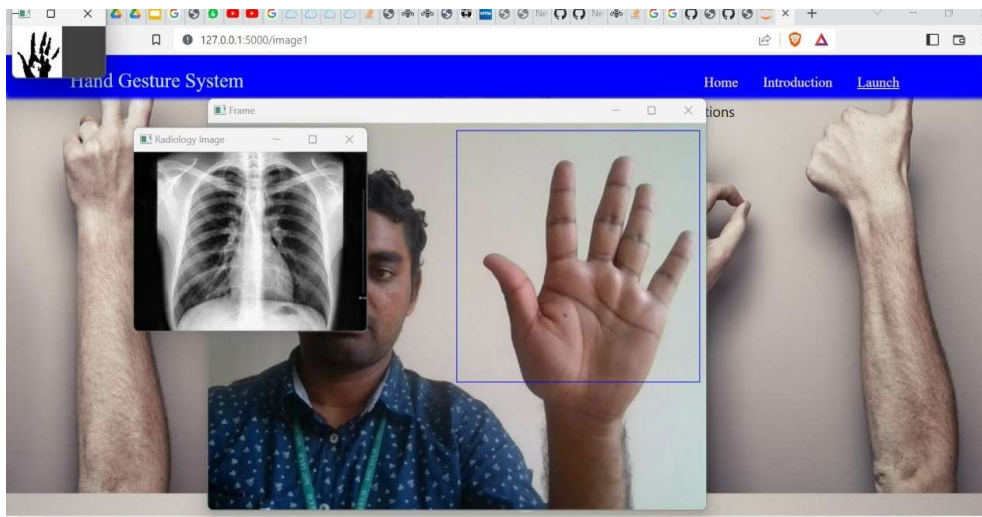 127.0.0.1:5000/image1
Hand Gesture System
Home Introduction Launch
Frame
tions
Radiology Image